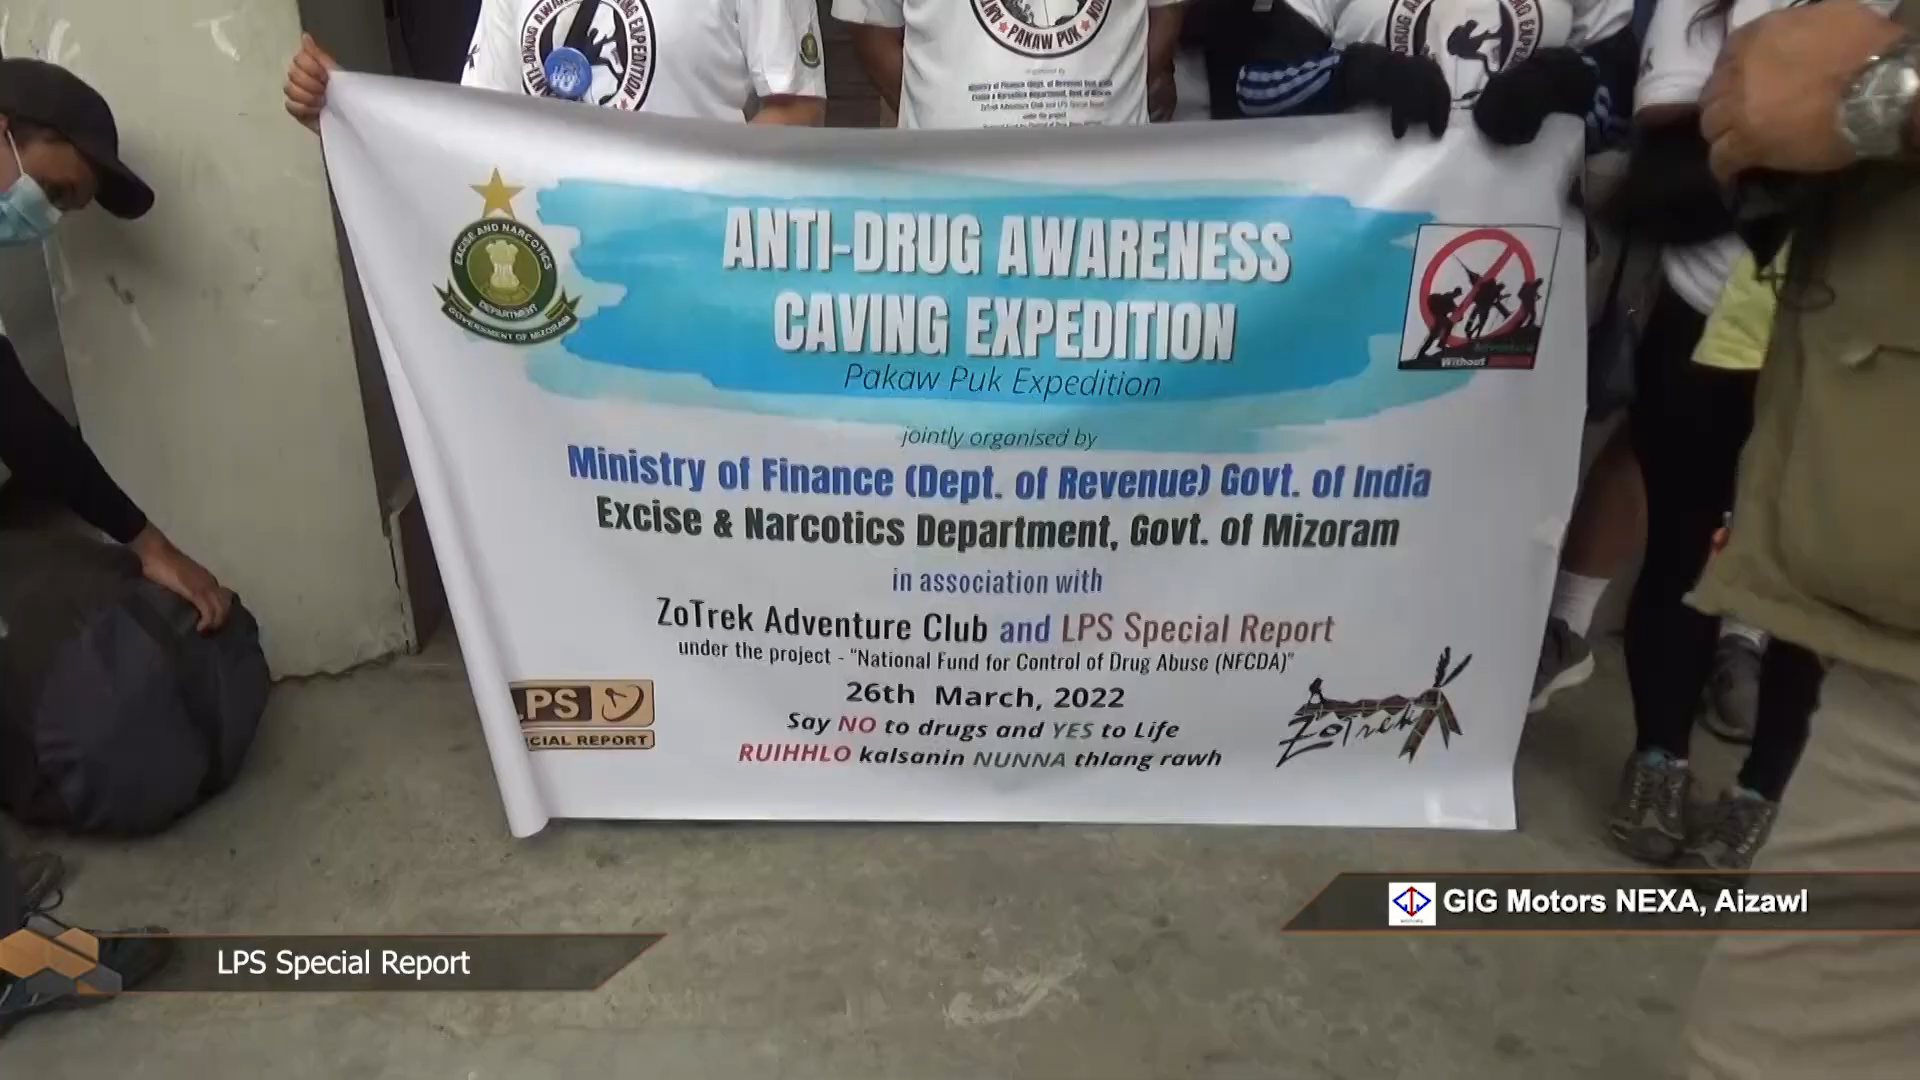 PAKAW PUK
ANTI-DRUG AWARENESS
CAVING EXPEDITION
Pakaw Puk Expedition
EXCISE AND NARCOTICS
DEPARTMENT
GOVERNMENT OF MIZORAM
Without
jointly organised by
Ministry of Finance (Dept. of Revenue) Govt. of India
Excise & Narcotics Department, Govt. of Mizoram
in association with
ZoTrek Adventure Club and LPS Special Report
under the project - "National Fund for Control of Drug Abuse (NFCDA)"
26th March, 2022
Say NO to drugs and YES to Life
RUIHHLO kalsanin NUNNA thlang rawh
PS
CIAL REPORT
ZoTrek
GIG Motors NEXA, Aizawl
LPS Special Report